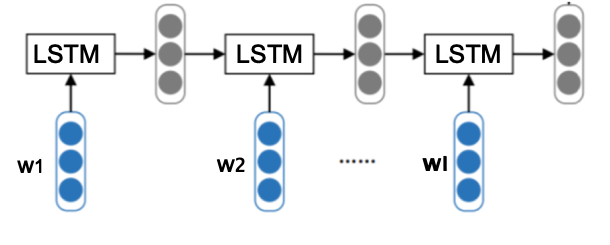 LSTM LSTM LSTM
w1 w2 ...... wl